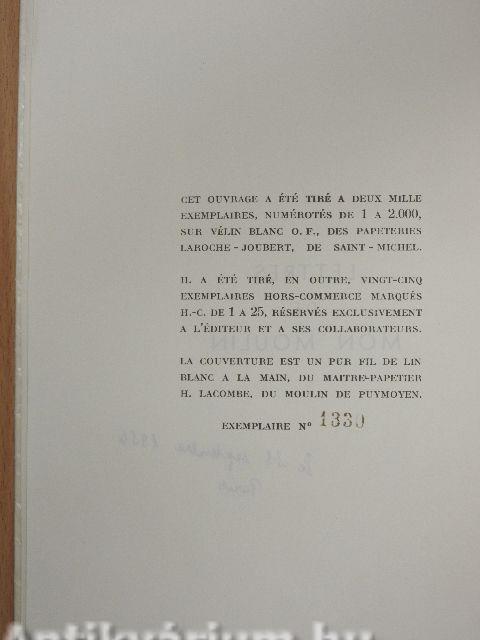 CET OUVRAGE A ÉTÉ TIRÉ A DEUX MILLE
EXEMPLAIRES, NUMÉROTÉS DE 1 A 2.000,
SUR VÉLIN BLANC O. F., DES PAPETERIES
LAROCHE-JOUBERT, DE SAINT-MICHEL.
IL A ÉTÉ TIRÉ, EN OUTRE, VINGT-CINQ
EXEMPLAIRES HORS-COMMERCE MARQUÉS
H.-C. DE 1 A 25, RÉSERVÉS EXCLUSIVEMENT
A L'ÉDITEUR ET A SES COLLABORATEURS.
LA COUVERTURE EST UN PUR FIL DE LIN
BLANC A LA MAIN, DU MAITRE-PAPETIER
H. LACOMBE, DU MOULIN DE PUYMOYEN.
EXEMPLAIRE N° 1330
Antikvárium.hu